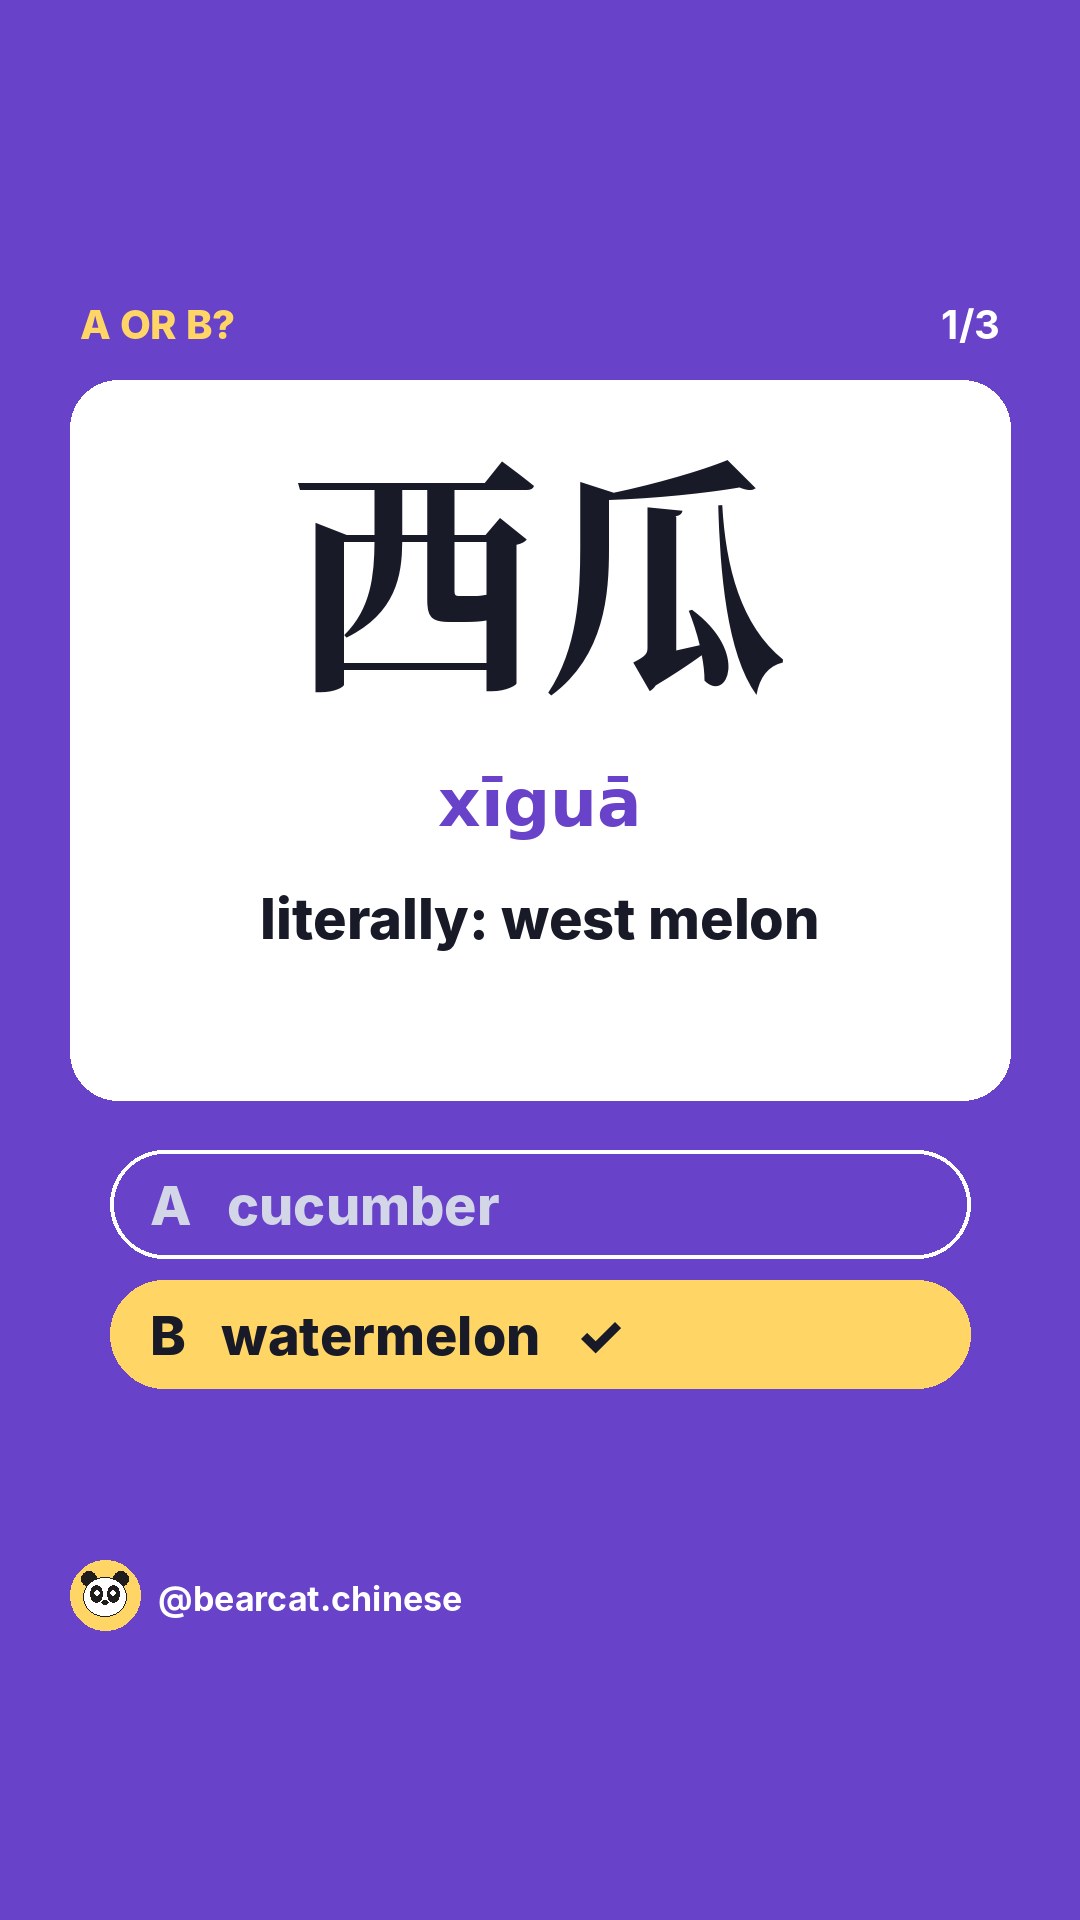 A OR B?
1/3
西瓜
xīguā
literally: west melon
A cucumber
B watermelon ✓
@bearcat.chinese